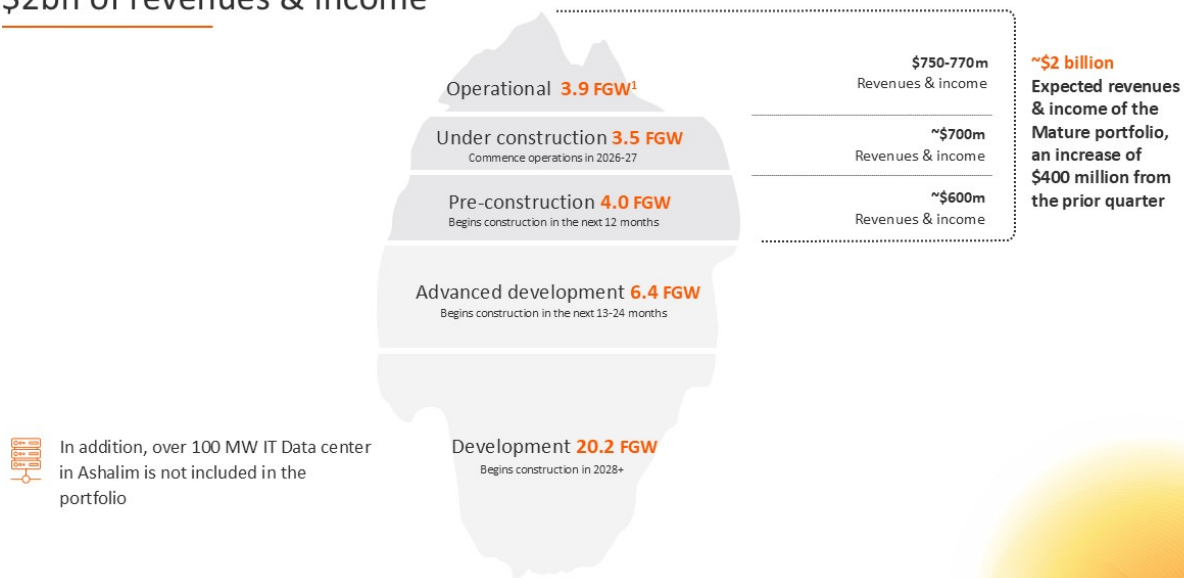 $2bn of revenues & income
Operational 3.9 FGW1
$750-770m
Revenues & income
Under construction 3.5 FGW
Commence operations in 2026-27
~$700m
Revenues & income
Pre-construction 4.0 FGW
Begins construction in the next 12 months
~$600m
Revenues & income
~$2 billion
Expected revenues
& income of the
Mature portfolio,
an increase of
$400 million from
the prior quarter
Advanced development 6.4 FGW
Begins construction in the next 13-24 months
Development 20.2 FGW
Begins construction in 2028+
In addition, over 100 MW IT Data center
in Ashalim is not included in the
portfolio